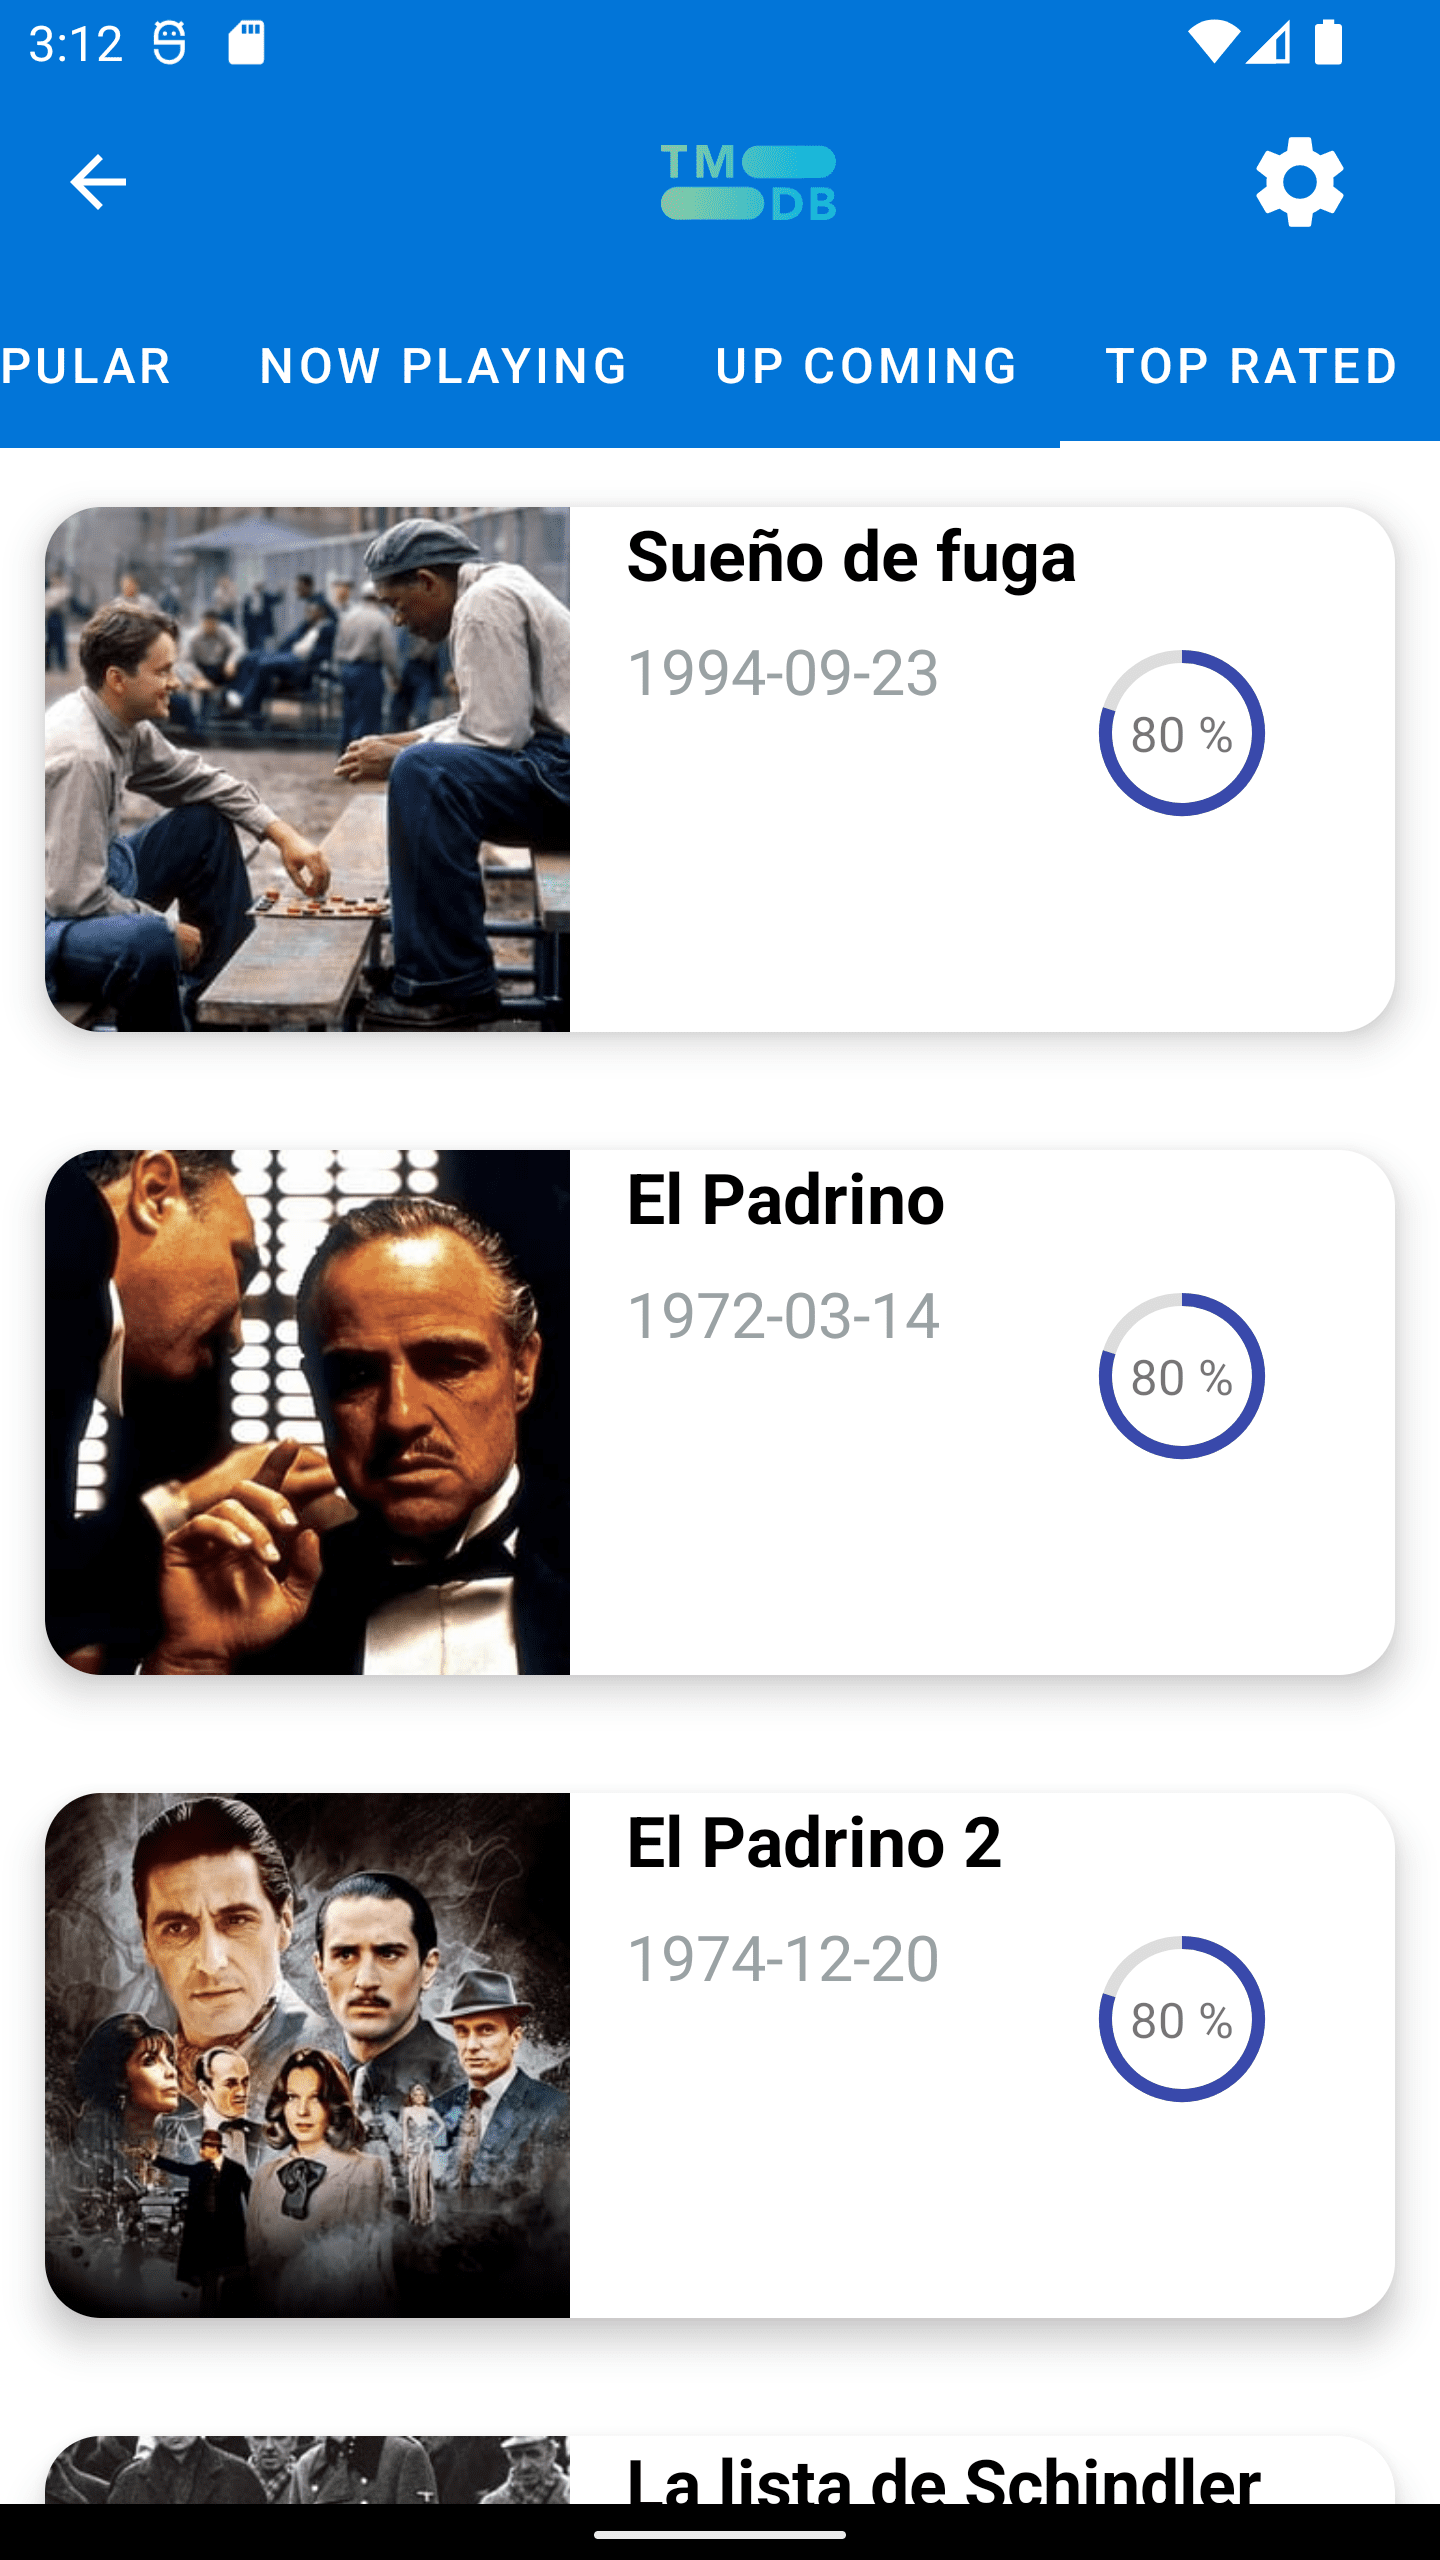 3:12
TM
DB
PULAR NOW PLAYING UP COMING TOP RATED
Sueño de fuga
1994-09-23
80 %
El Padrino
1972-03-14
80 %
El Padrino 2
1974-12-20
80 %
La lista de Schindler